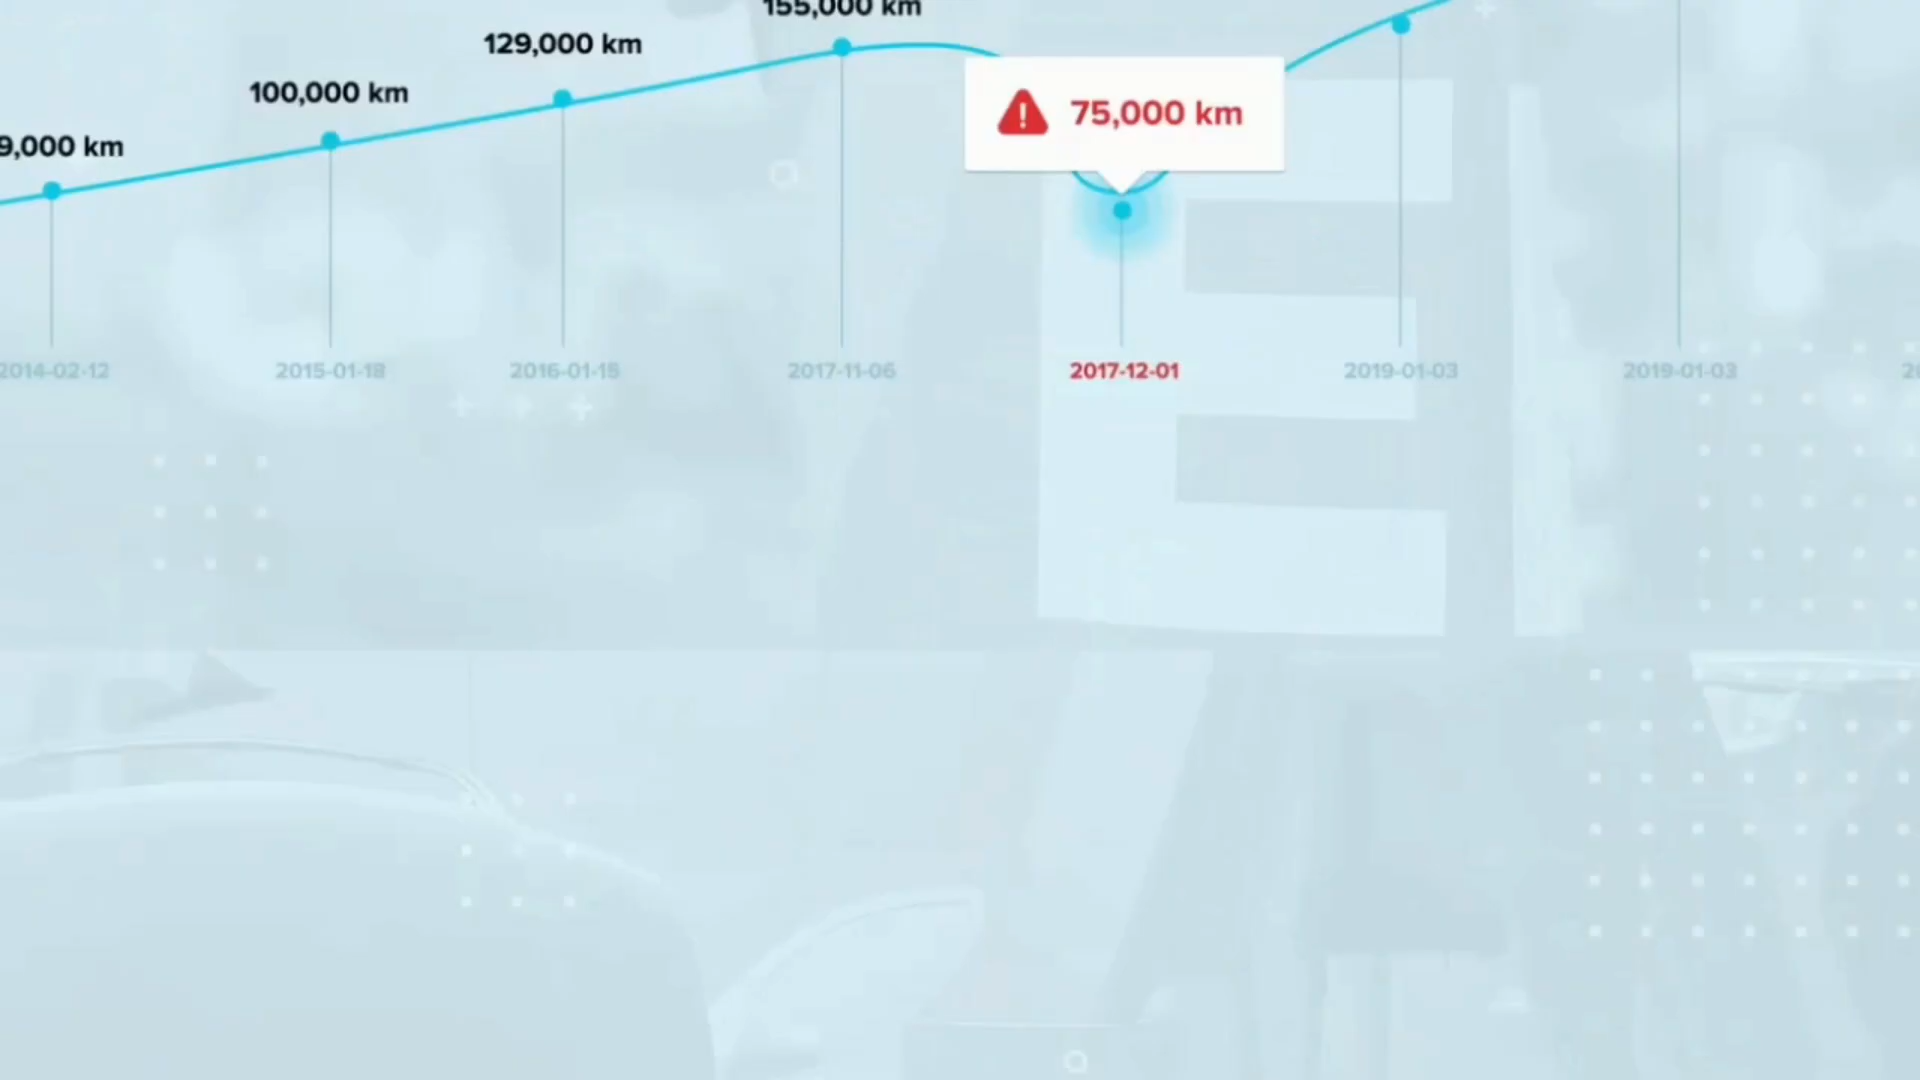 155,000 km
129,000 km
100,000 km
75,000 km
9,000 km
2014-02-12
2015-01-18
2016-01-15
2017-11-06
2017-12-01
2019-01-03
2019-01-03